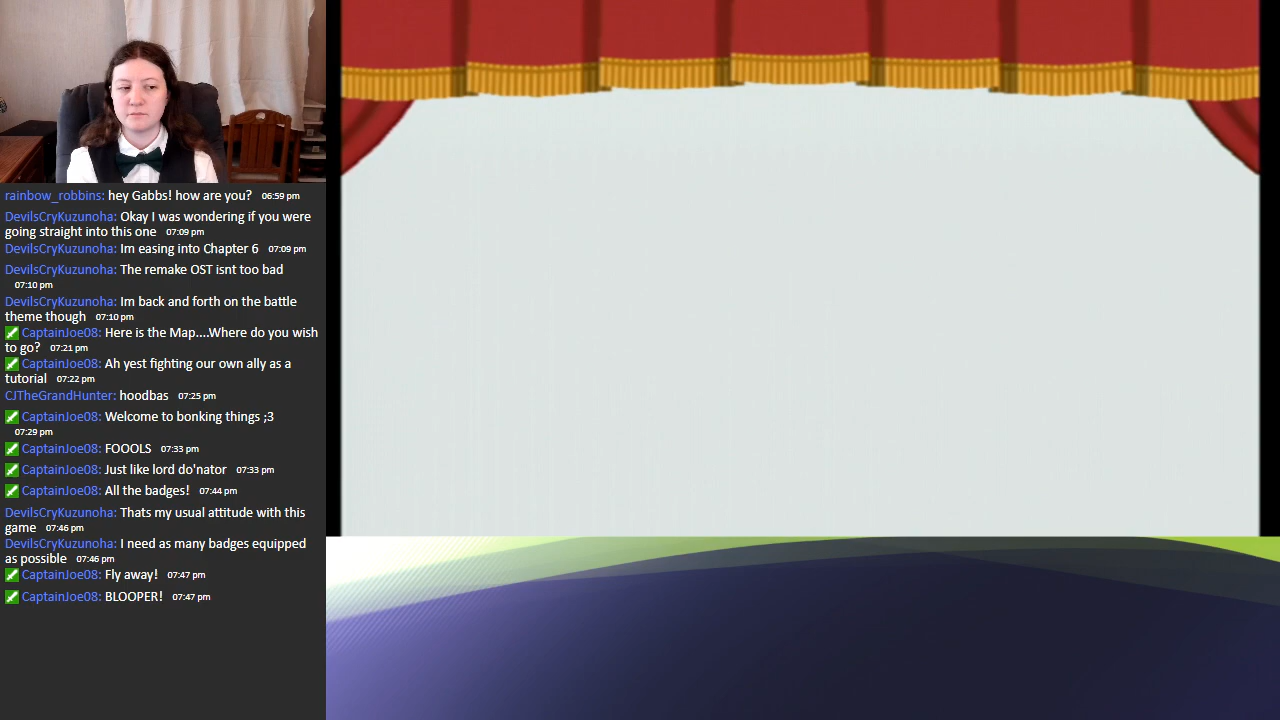 rainbow_robbins: hey Gabbs! how are you? 06:59 pm
DevilsCryKuzunoha: Okay I was wondering if you were
going straight into this one 07:09 pm
DevilsCryKuzunoha: Im easing into Chapter 6 07:09 pm
DevilsCryKuzunoha: The remake OST isnt too bad
07:10 pm
DevilsCryKuzunoha: Im back and forth on the battle
theme though 07:10 pm
CaptainJoe08: Here is the Map....Where do you wish
to go? 07:21 pm
CaptainJoe08: Ah yest fighting our own ally as a
tutorial 07:22 pm
CJTheGrandHunter: hoodbas 07:25 pm
CaptainJoe08: Welcome to bonking things ;3
07:29 pm
CaptainJoe08: FOOOLS 07:33 pm
CaptainJoe08: Just like lord do'nator 07:33 pm
CaptainJoe08: All the badges! 07:44 pm
DevilsCryKuzunoha: Thats my usual attitude with this
game 07:46 pm
DevilsCryKuzunoha: I need as many badges equipped
as possible 07:46 pm
CaptainJoe08: Fly away! 07:47 pm
CaptainJoe08: BLOOPER! 07:47 pm